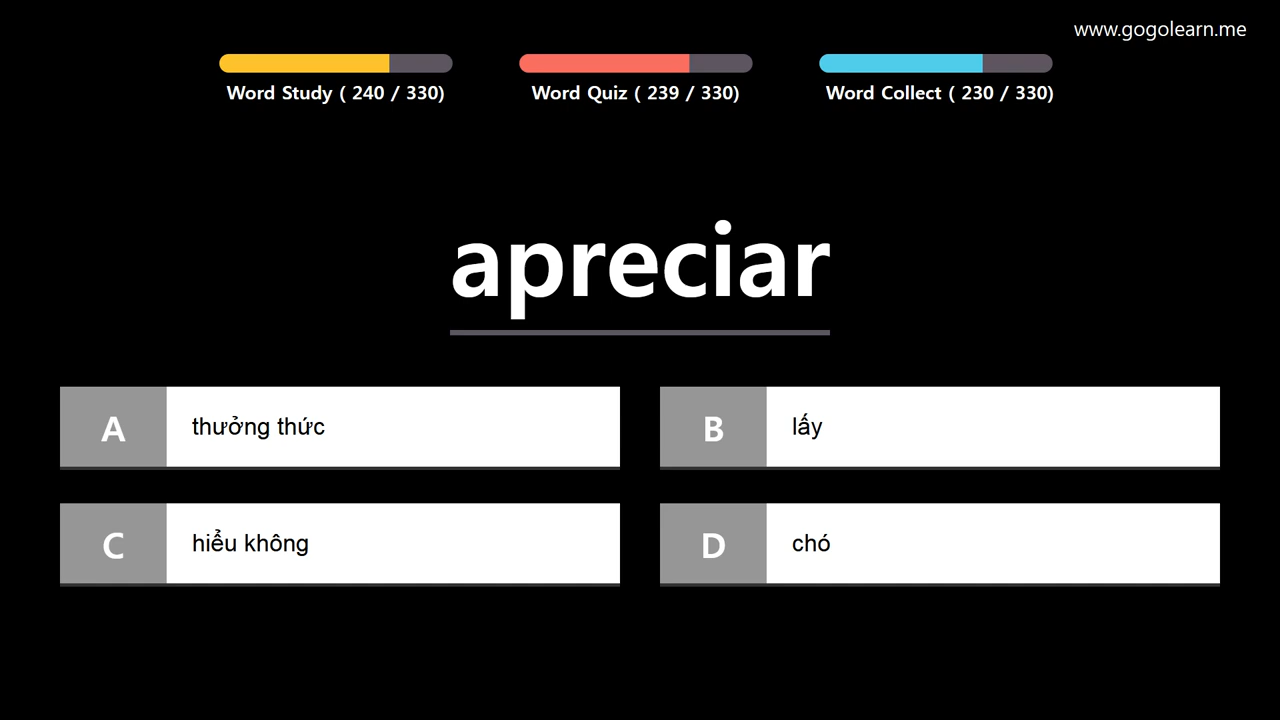 www.gogolearn.me
Word Study ( 240 / 330)
Word Quiz ( 239 / 330)
Word Collect ( 230 / 330)
apreciar
A thưởng thức
B lấy
C hiểu không
D chó